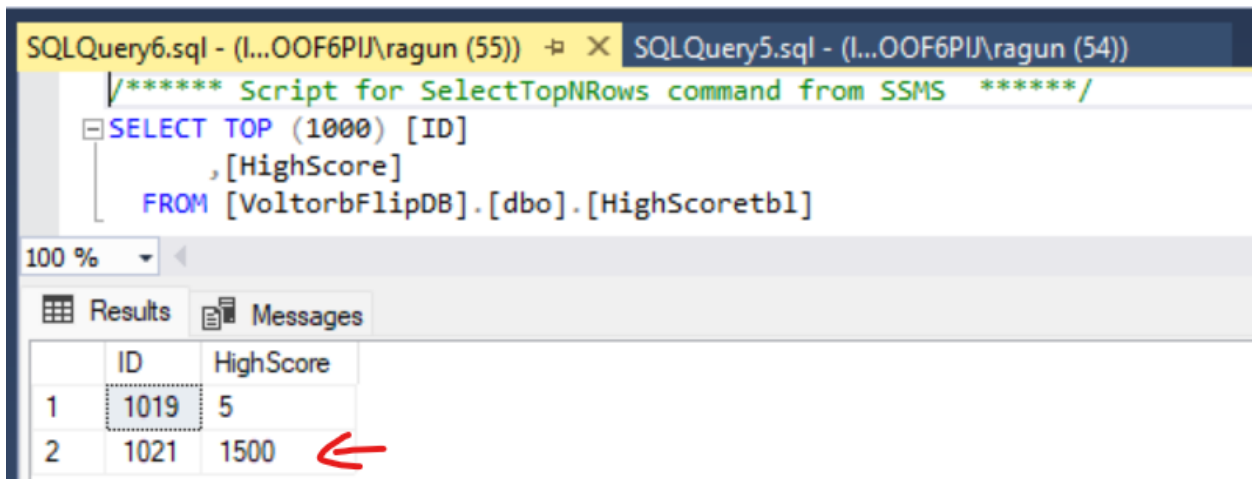 SQLQuery6.sql - (l...OOF6PIJ\ragun (55)) SQLQuery5.sql - (l...OOF6PIJ\ragun (54))
/****** Script for SelectTopNRows command from SSMS  ******/
SELECT TOP (1000) [ID]
,[HighScore]
FROM [VoltorbFlipDB].[dbo].[HighScoretbl]
100 %
Results Messages
ID HighScore
1 1019 5
2 1021 1500